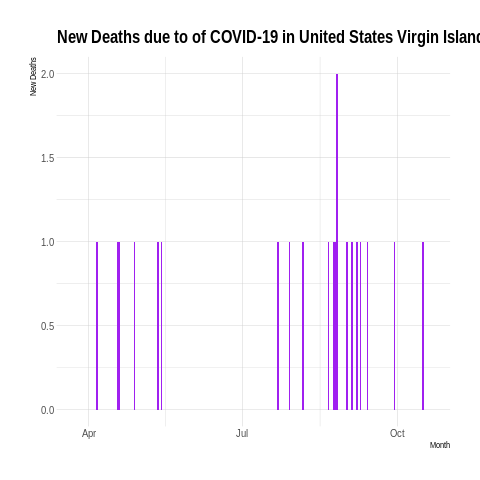 New Deaths due to of COVID-19 in United States Virgin Island
New Deaths
2.0
1.5
1.0
0.5
0.0
Apr
Jul
Oct
Month